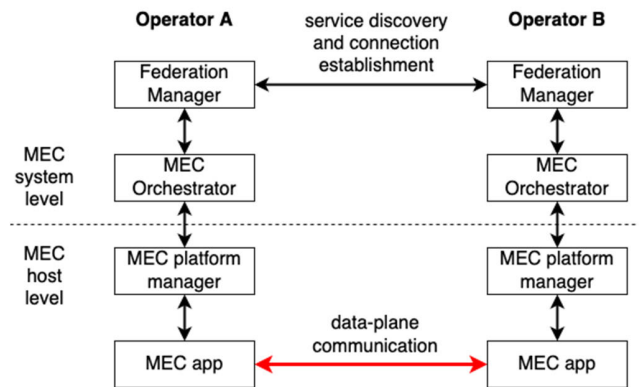 Operator A
service discovery
and connection
establishment
Operator B
Federation
Manager
Federation
Manager
MEC
system
level
MEC
Orchestrator
MEC
Orchestrator
MEC
host
level
MEC platform
manager
MEC platform
manager
data-plane
communication
MEC app
MEC app